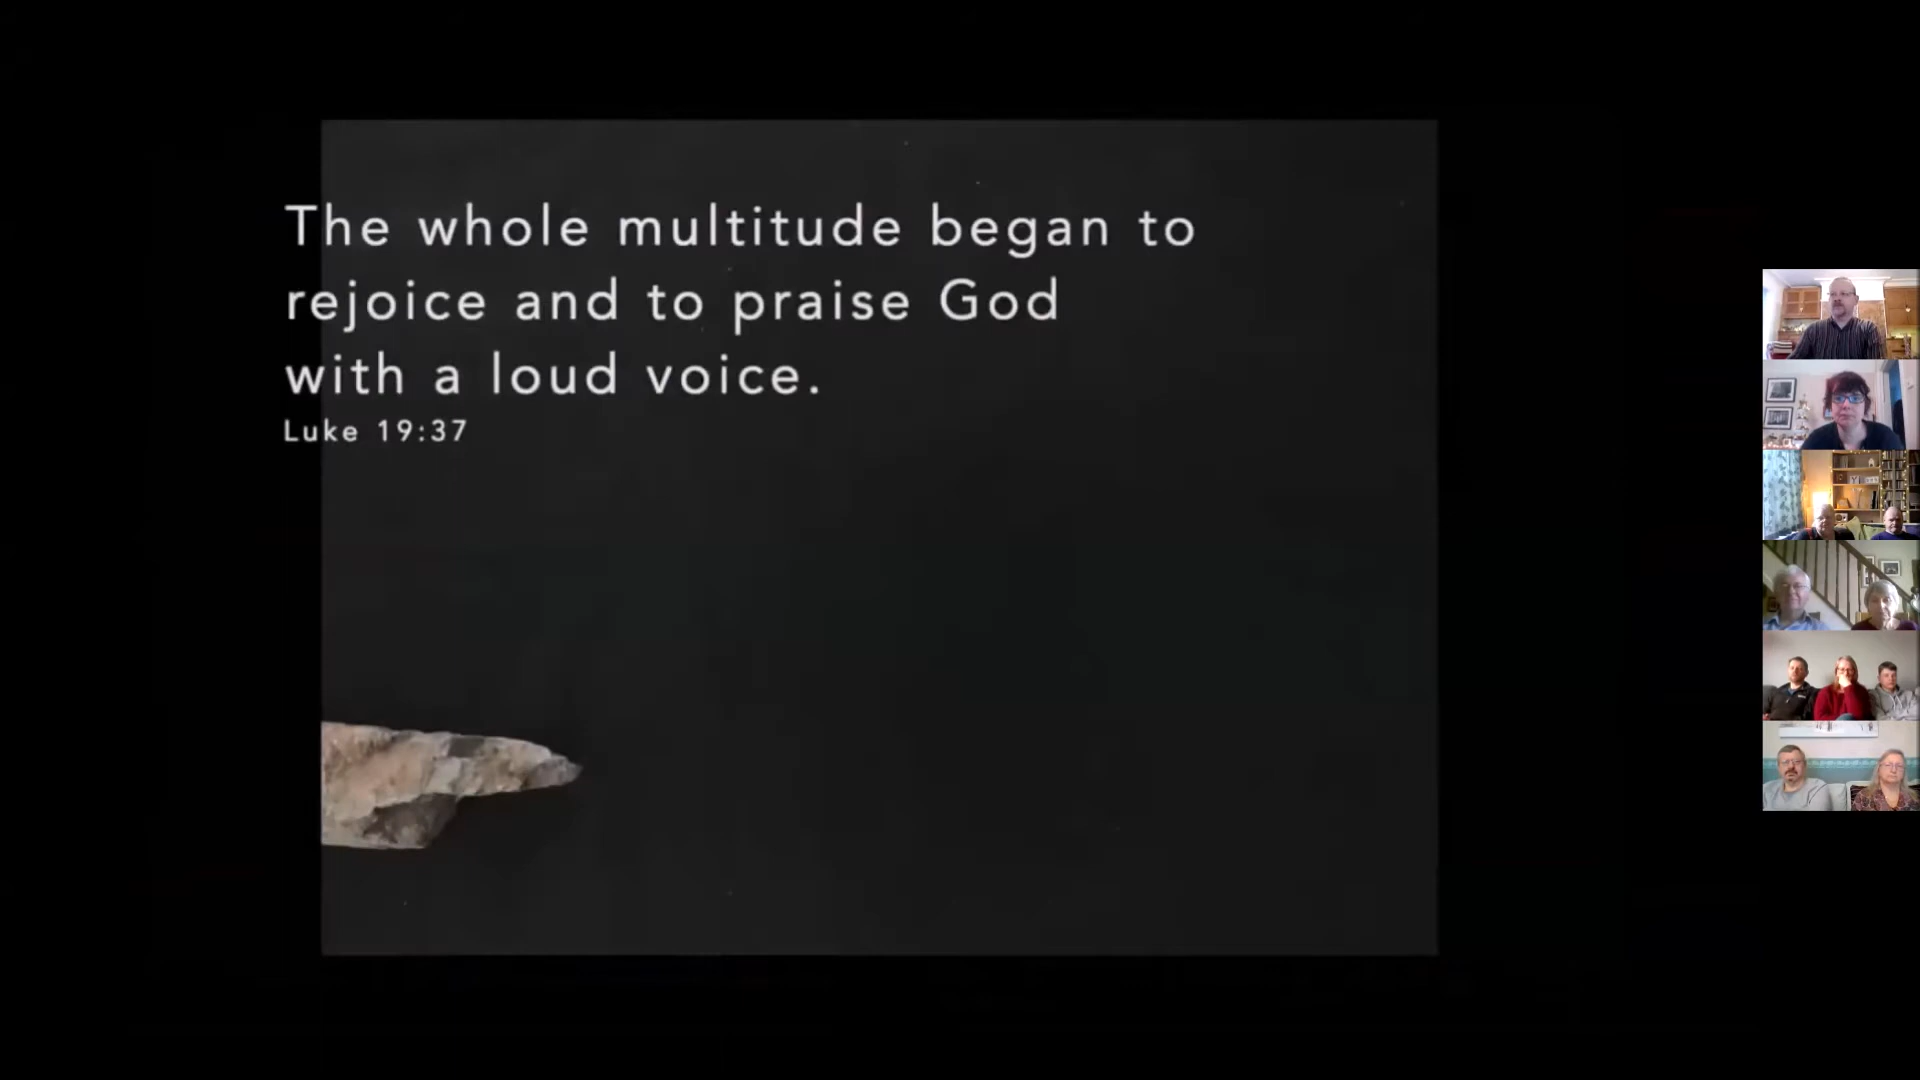 The whole multitude began to
rejoice and to praise God
with a loud voice.
Luke 19:37